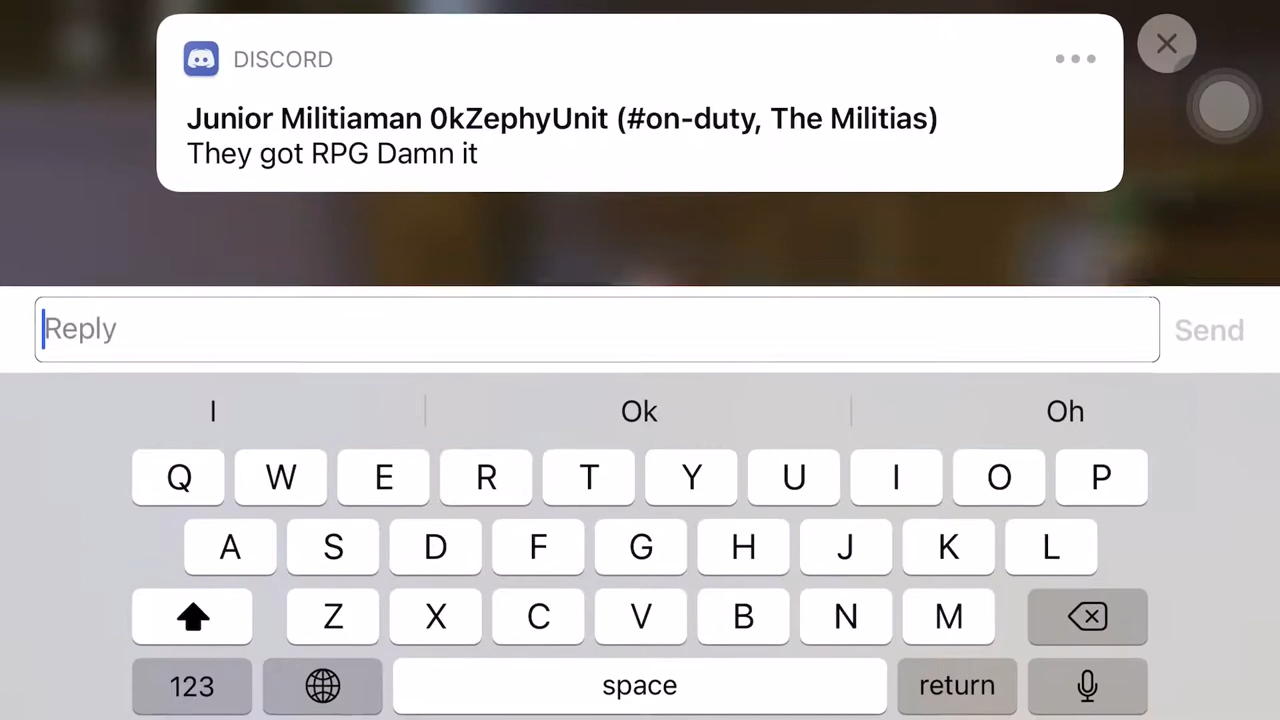 DISCORD
Junior Militiaman 0kZephyUnit (#on-duty, The Militias)
They got RPG Damn it
Reply
Send
I Ok Oh
Q W E R T Y U I O P
A S D F G H J K L
Z X C V B N M
123 space return